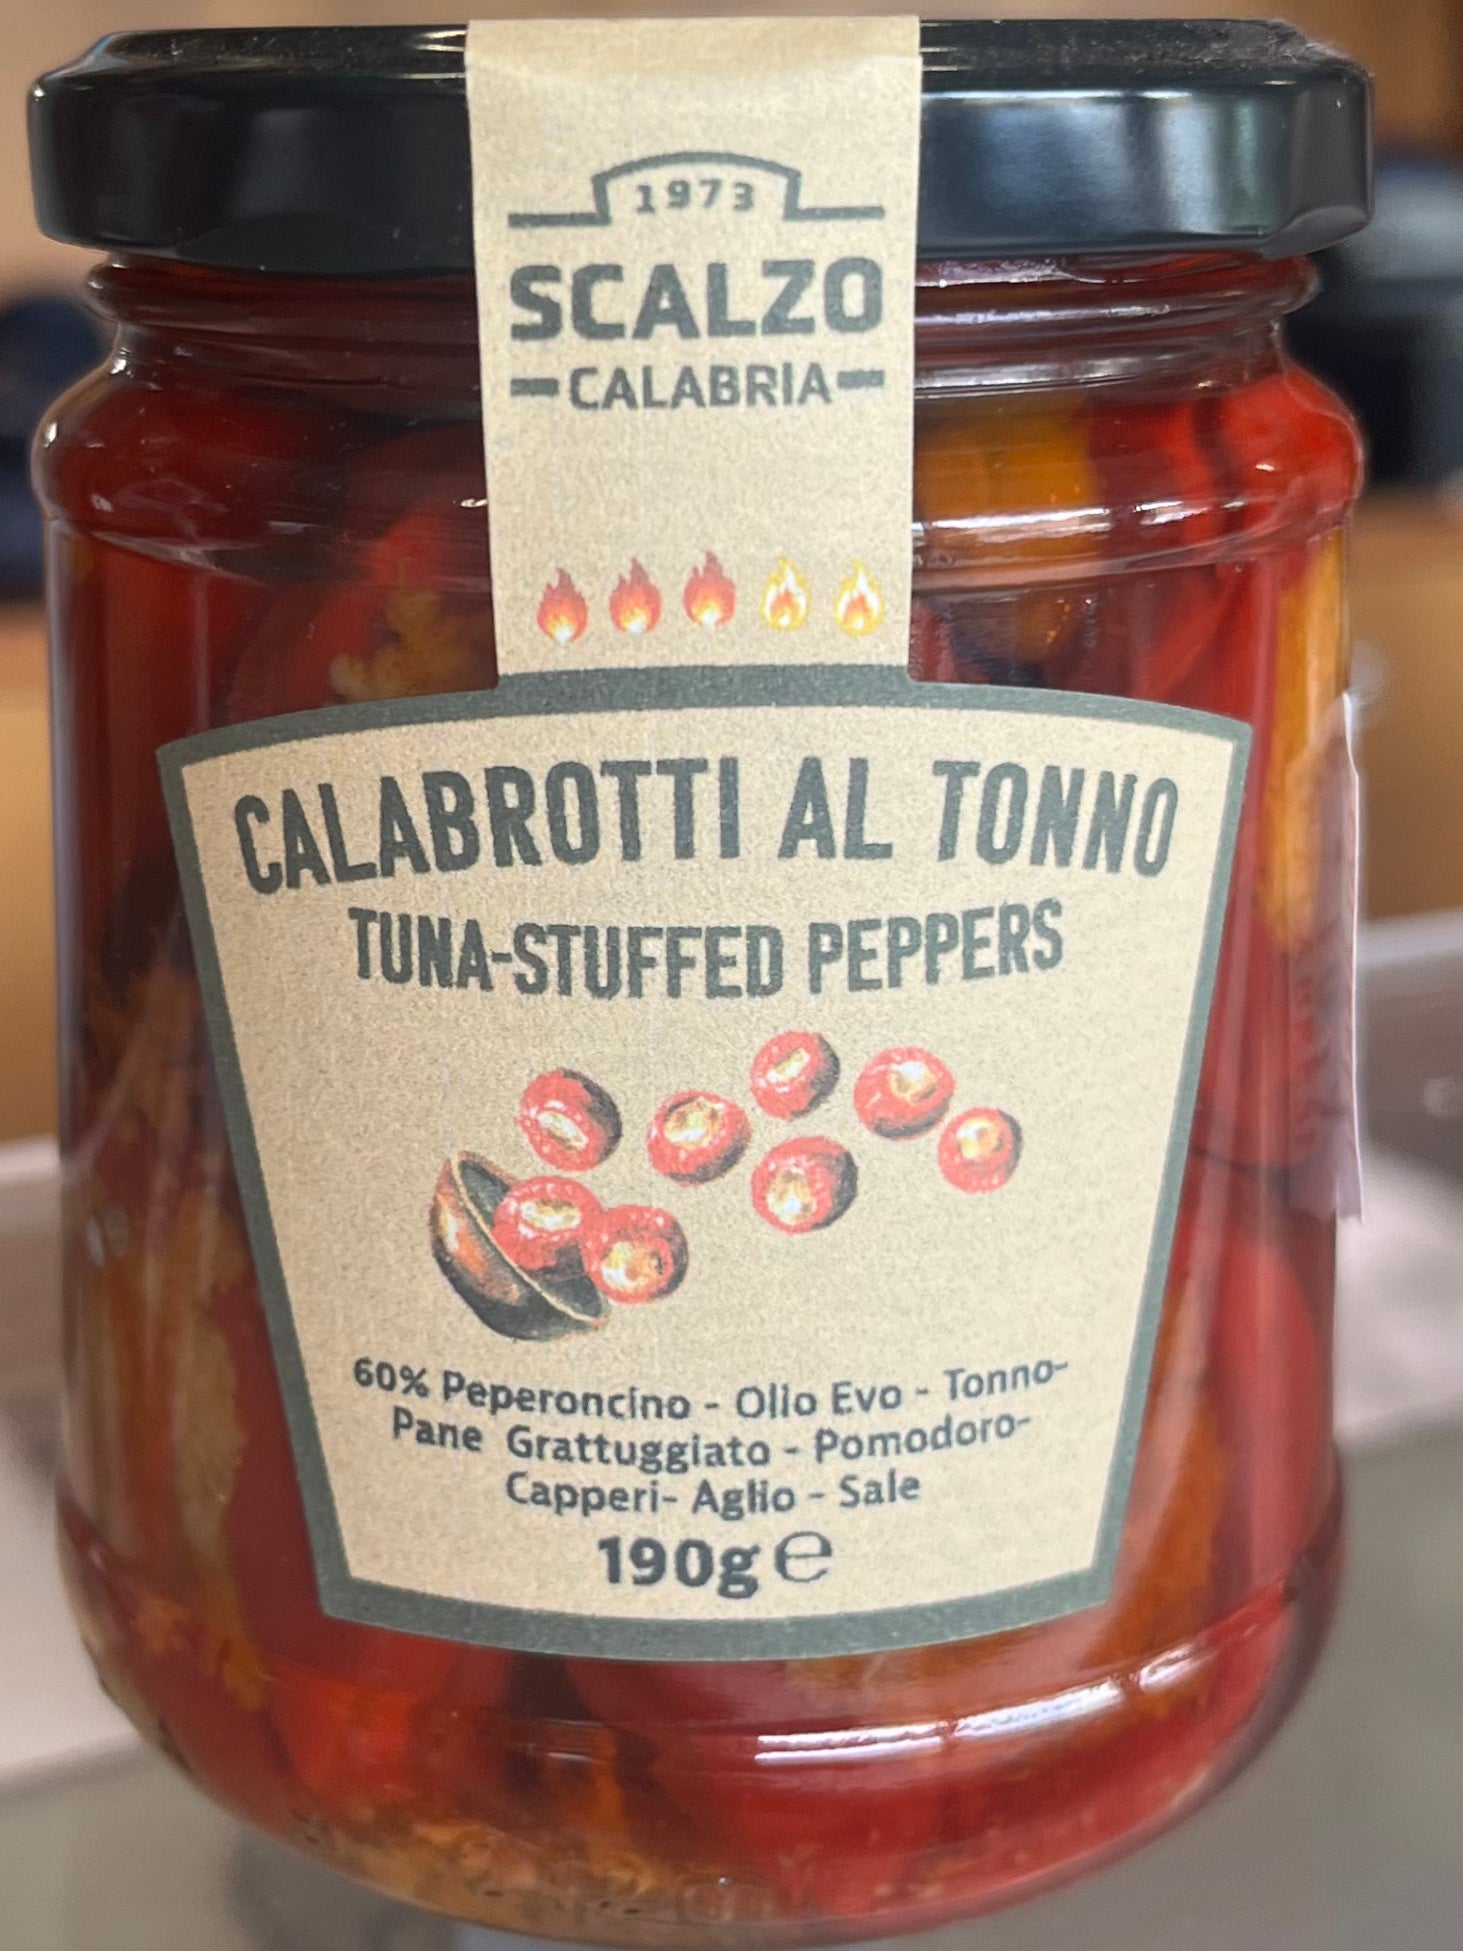 1973
SCALZO
CALABRIA
CALABROTTI AL TONNO
TUNA-STUFFED PEPPERS
60% Peperoncino - Olio Evo - Tonno-
Pane Grattuggiato - Pomodoro-
Capperi- Aglio - Sale
190g ℮